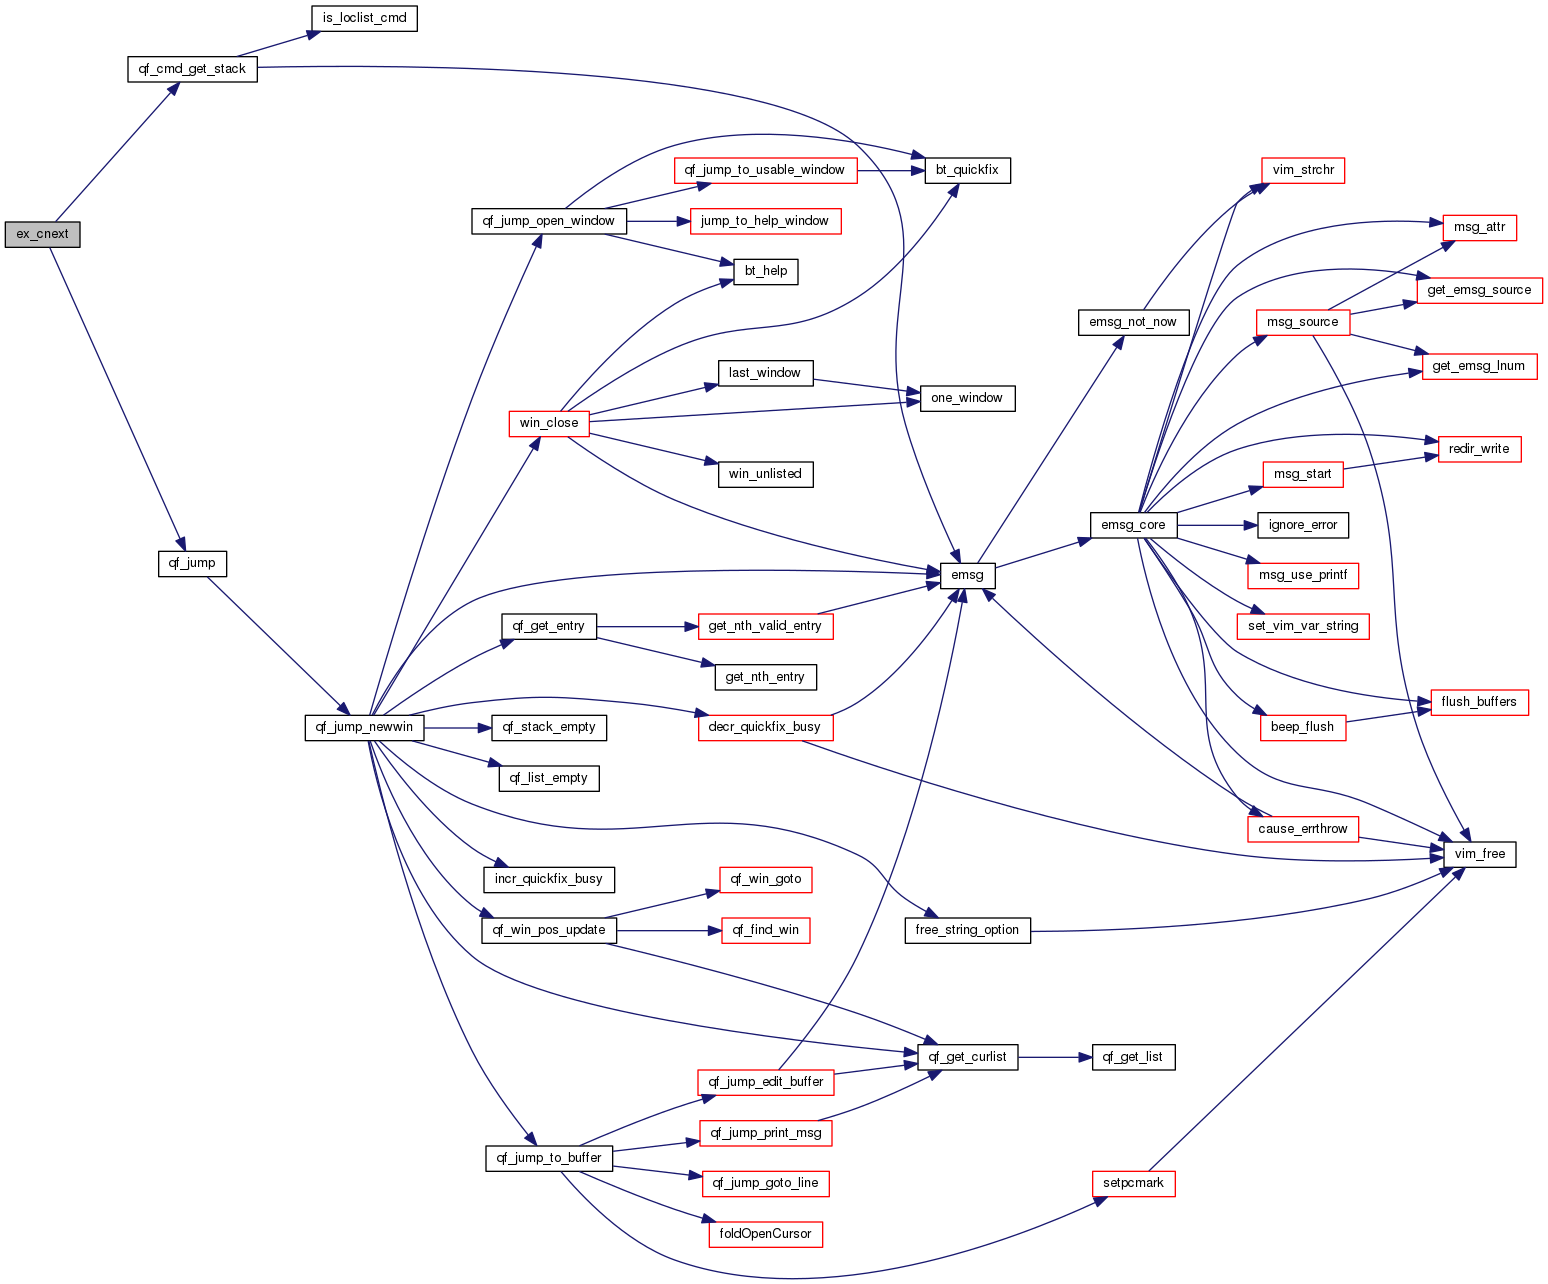 is_loclist_cmd
qf_cmd_get_stack
ex_cnext
qf_jump
qf_jump_open_window
qf_jump_to_usable_window
bt_quickfix
jump_to_help_window
bt_help
last_window
win_close
one_window
win_unlisted
emsg
qf_get_entry
get_nth_valid_entry
get_nth_entry
qf_jump_newwin
qf_stack_empty
decr_quickfix_busy
qf_list_empty
incr_quickfix_busy
qf_win_goto
qf_win_pos_update
qf_find_win
free_string_option
qf_get_curlist
qf_get_list
qf_jump_edit_buffer
qf_jump_print_msg
qf_jump_to_buffer
qf_jump_goto_line
foldOpenCursor
setpcmark
vim_strchr
msg_attr
get_emsg_source
emsg_not_now
msg_source
get_emsg_lnum
redir_write
msg_start
emsg_core
ignore_error
msg_use_printf
set_vim_var_string
flush_buffers
beep_flush
cause_errthrow
vim_free